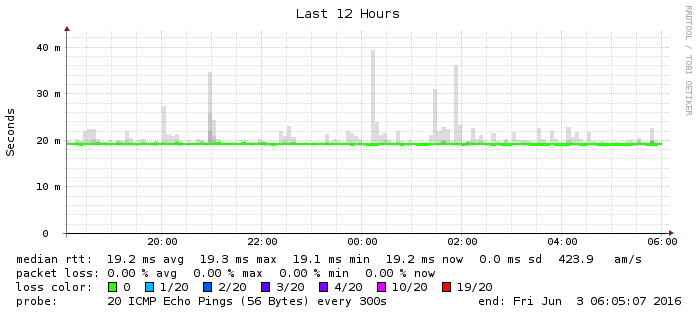 Last 12 Hours
RRDTOOL / TOBI OETIKER
Seconds
40 m
30 m
20 m
10 m
0
20:00 22:00 00:00 02:00 04:00 06:00
median rtt: 19.2 ms avg 19.3 ms max 19.1 ms min 19.2 ms now 0.0 ms sd 423.9 am/s
packet loss: 0.00 % avg 0.00 % max 0.00 % min 0.00 % now
loss color: 0 1/20 2/20 3/20 4/20 10/20 19/20
probe: 20 ICMP Echo Pings (56 Bytes) every 300s end: Fri Jun 3 06:05:07 2016